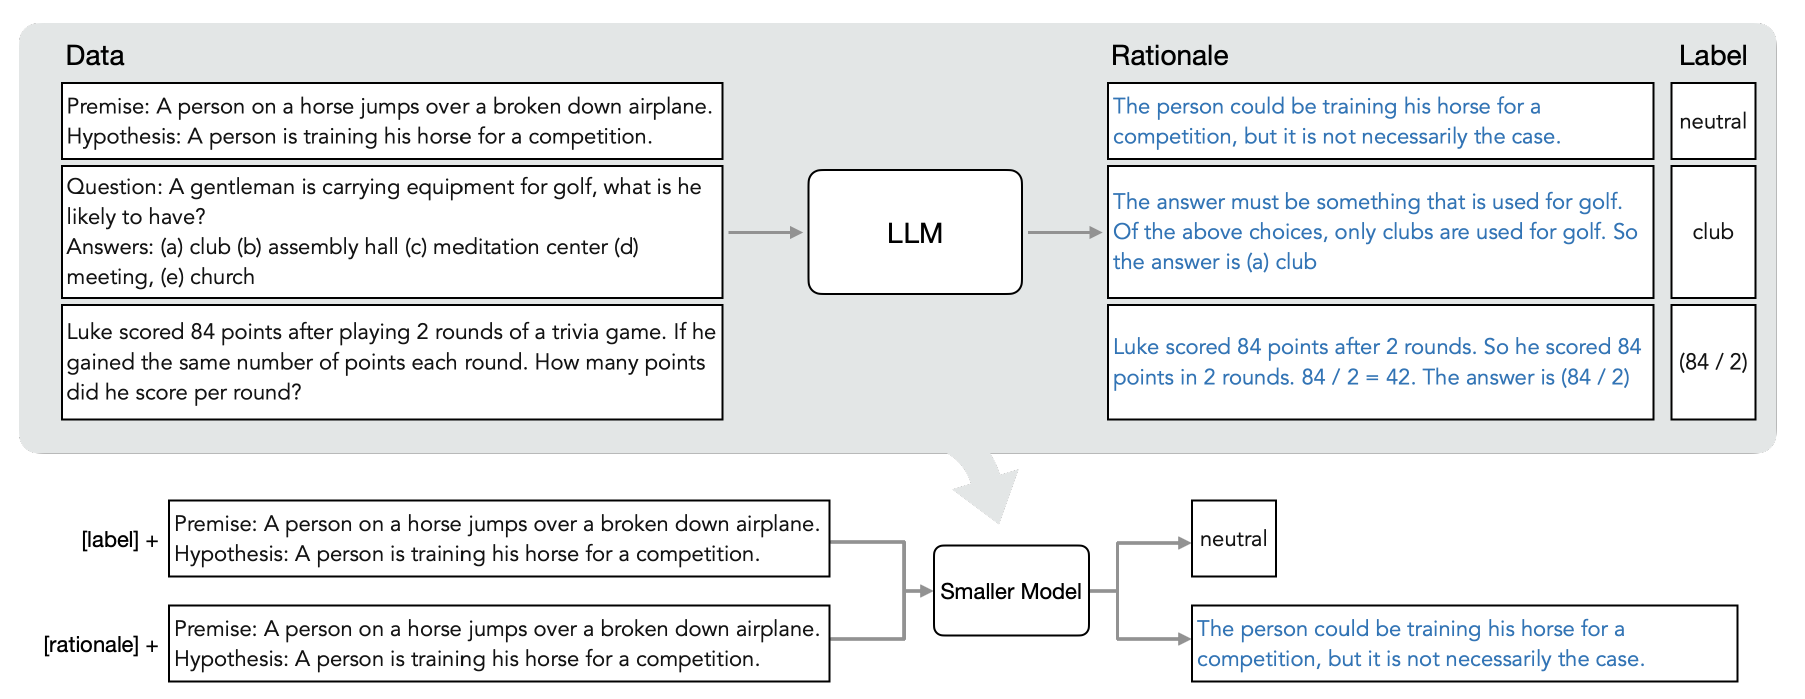 Data
Rationale
Label
Premise: A person on a horse jumps over a broken down airplane.
Hypothesis: A person is training his horse for a competition.
The person could be training his horse for a
competition, but it is not necessarily the case.
neutral
Question: A gentleman is carrying equipment for golf, what is he
likely to have?
Answers: (a) club (b) assembly hall (c) meditation center (d)
meeting, (e) church
LLM
The answer must be something that is used for golf.
Of the above choices, only clubs are used for golf. So
the answer is (a) club
club
Luke scored 84 points after playing 2 rounds of a trivia game. If he
gained the same number of points each round. How many points
did he score per round?
Luke scored 84 points after 2 rounds. So he scored 84
points in 2 rounds. 84 / 2 = 42. The answer is (84 / 2)
(84 / 2)
[label] +
Premise: A person on a horse jumps over a broken down airplane.
Hypothesis: A person is training his horse for a competition.
neutral
Smaller Model
[rationale] +
Premise: A person on a horse jumps over a broken down airplane.
Hypothesis: A person is training his horse for a competition.
The person could be training his horse for a
competition, but it is not necessarily the case.